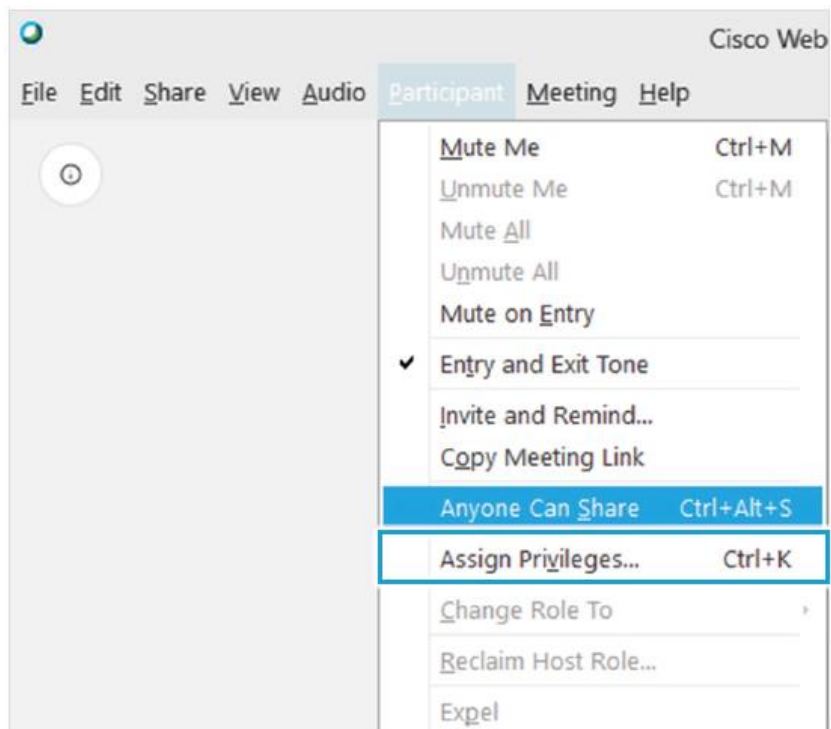 Cisco Web
File Edit Share View Audio Participant Meeting Help
Mute Me Ctrl+M
Unmute Me Ctrl+M
Mute All
Unmute All
Mute on Entry
Entry and Exit Tone
Invite and Remind...
Copy Meeting Link
Anyone Can Share Ctrl+Alt+S
Assign Privileges... Ctrl+K
Change Role To
Reclaim Host Role...
Expel